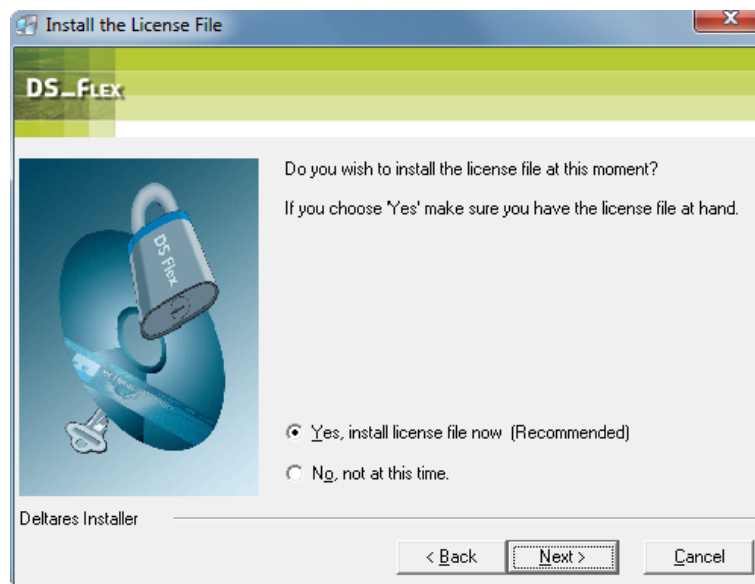 Install the License File
DS_FLEX
DS Flex
Do you wish to install the license file at this moment?
If you choose 'Yes' make sure you have the license file at hand.
Yes, install license file now (Recommended)
No, not at this time.
Deltares Installer
< Back
Next >
Cancel